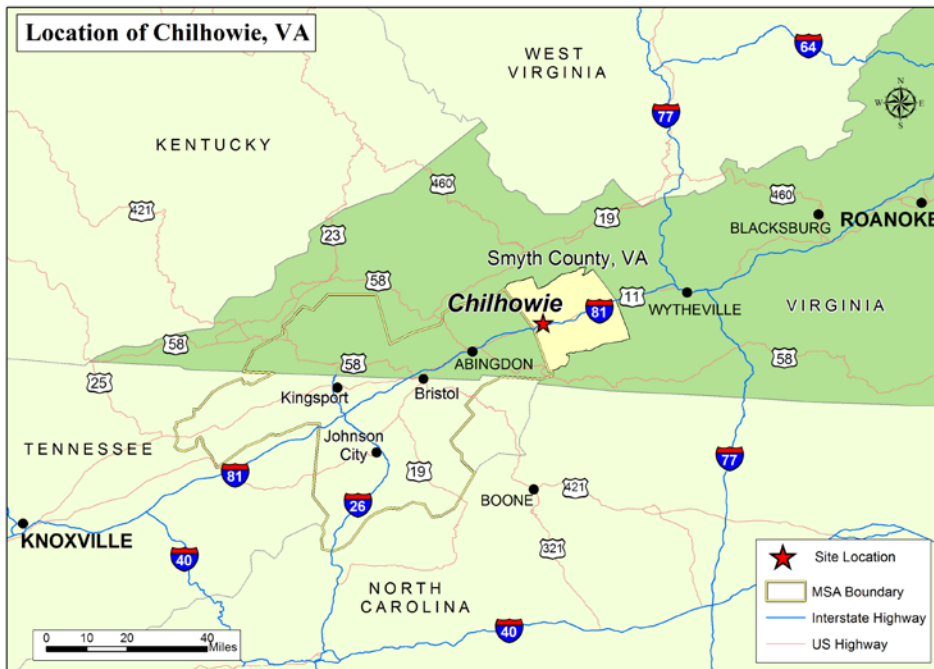 Location of Chilhowie, VA
WEST
VIRGINIA
64
N
W E
S
77
KENTUCKY
460
421
19
460
BLACKSBURG
ROANOKE
23
58
Smyth County, VA
11
Chilhowie
81
WYTHEVILLE
VIRGINIA
58
58
ABINGDON
58
25
Kingsport
Bristol
TENNESSEE
Johnson
City
19
81
77
26
BOONE
421
KNOXVILLE
40
321
NORTH
CAROLINA
40
0 10 20 40
Miles
Site Location
MSA Boundary
Interstate Highway
US Highway